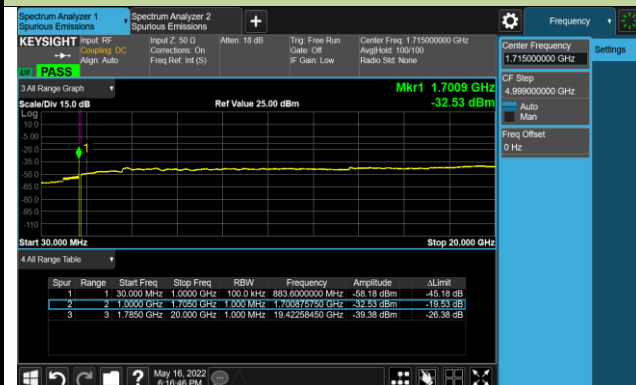 Spectrum Analyzer 1
Spurious Emissions
Spectrum Analyzer 2
Spurious Emissions
+
Frequency
KEYSIGHT
Input: RF
Coupling: DC
Align: Auto
Input Z: 50 Ω
Corrections: On
Freq Ref: Int (S)
Atten: 18 dB
Trig: Free Run
Gate: Off
IF Gain: Low
Center Freq: 1.715000000 GHz
Avg|Hold: 100/100
Radio Std: None
PASS
Center Frequency
1.715000000 GHz
Settings
CF Step
4.999000000 GHz
Auto
Man
Freq Offset
0 Hz
3 All Range Graph
Mkr1 1.7009 GHz
Scale/Div 15.0 dB
Ref Value 25.00 dBm
-32.53 dBm
Log
10.0
-5.00
-20.0
-35.0
-50.0
-65.0
-80.0
-95.0
-110
1
Start 30.000 MHz
Stop 20.000 GHz
4 All Range Table
Spur Range Start Freq Stop Freq RBW Frequency Amplitude ΔLimit
1 1 30.000 MHz 1.0000 GHz 100.0 kHz 883.6000000 MHz -58.18 dBm -45.18 dB
2 2 1.0000 GHz 1.7050 GHz 1.000 MHz 1.700875750 GHz -32.53 dBm -19.53 dB
3 3 1.7850 GHz 20.000 GHz 1.000 MHz 19.42258450 GHz -39.38 dBm -26.38 dB
?
May 16, 2022
6:16:46 PM